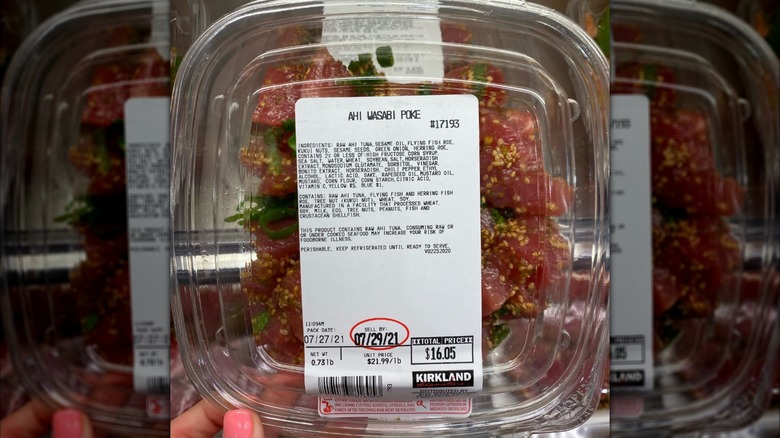 AHI WASABI POKE
#17193
INGREDIENTS: RAW AHI TUNA, SESAME OIL, FLYING FISH ROE,
KUKUI NUTS, SESAME SEEDS, GREEN ONION, HERRING ROE,
CONTAINS 2% OR LESS OF: HIGH FRUCTOSE CORN SYRUP,
SEA SALT, WATER, WHEAT, SOYBEAN, SALT, HORSERADISH
EXTRACT, MONOSODIUM GLUTAMATE, SORBITOL, VINEGAR,
BONITO EXTRACT, HORSERADISH, CHILI PEPPER, ETHYL
ALCOHOL, LACTIC ACID, SAKE, RAPESEED OIL, MUSTARD OIL,
MUSTARD, CORN FLOUR, CORN STARCH, CITRIC ACID,
VITAMIN C, YELLOW #5, BLUE #1.
CONTAINS: RAW AHI TUNA, FLYING FISH AND HERRING FISH
ROE, TREE NUT (KUKUI NUT), WHEAT, SOY.
MANUFACTURED IN A FACILITY THAT PROCESSES WHEAT,
SOY, MILK, EGG, TREE NUTS, PEANUTS, FISH AND
CRUSTACEAN SHELLFISH.
THIS PRODUCT CONTAINS RAW AHI TUNA, CONSUMING RAW OR
OR UNDER COOKED SEAFOOD MAY INCREASE YOUR RISK OF
FOODBORNE ILLNESS.
PERISHABLE, KEEP REFRIGERATED UNTIL READY TO SERVE.
V02252020
11:09AM
PACK DATE: SELL BY:
07/27/21 07/29/21 TOTAL PRICE
NET WT UNIT PRICE $16.05
0.73lb $21.99/lb
KIRKLAND